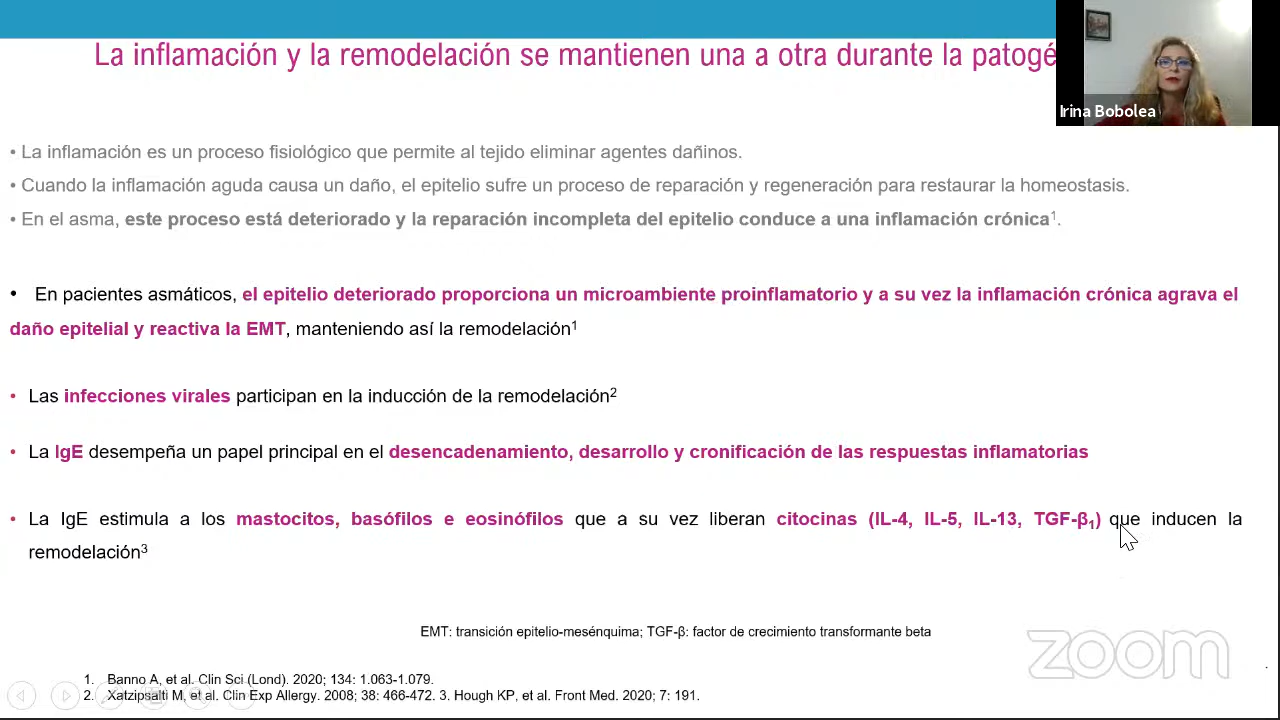 La inflamación y la remodelación se mantienen una a otra durante la patogé
Irina Bobolea
• La inflamación es un proceso fisiológico que permite al tejido eliminar agentes dañinos.
• Cuando la inflamación aguda causa un daño, el epitelio sufre un proceso de reparación y regeneración para restaurar la homeostasis.
• En el asma, este proceso está deteriorado y la reparación incompleta del epitelio conduce a una inflamación crónica¹.
• En pacientes asmáticos, el epitelio deteriorado proporciona un microambiente proinflamatorio y a su vez la inflamación crónica agrava el
daño epitelial y reactiva la EMT, manteniendo así la remodelación¹
• Las infecciones virales participan en la inducción de la remodelación²
• La IgE desempeña un papel principal en el desencadenamiento, desarrollo y cronificación de las respuestas inflamatorias
• La IgE estimula a los mastocitos, basófilos e eosinófilos que a su vez liberan citocinas (IL-4, IL-5, IL-13, TGF-β₁) que inducen la
remodelación³
EMT: transición epitelio-mesénquima; TGF-β: factor de crecimiento transformante beta
zoom
1. Banno A, et al. Clin Sci (Lond). 2020; 134: 1.063-1.079.
2. Xatzipsalti M, et al. Clin Exp Allergy. 2008; 38: 466-472. 3. Hough KP, et al. Front Med. 2020; 7: 191.